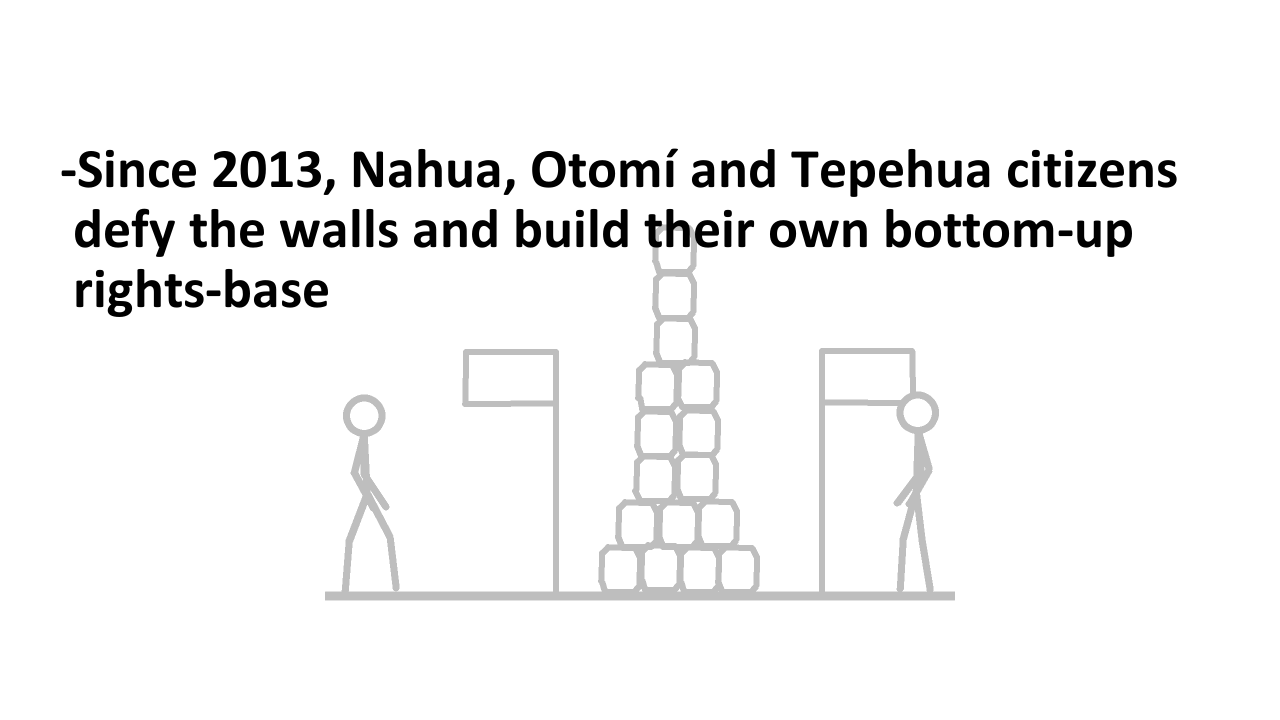 -Since 2013, Nahua, Otomí and Tepehua citizens
defy the walls and build their own bottom-up
rights-base